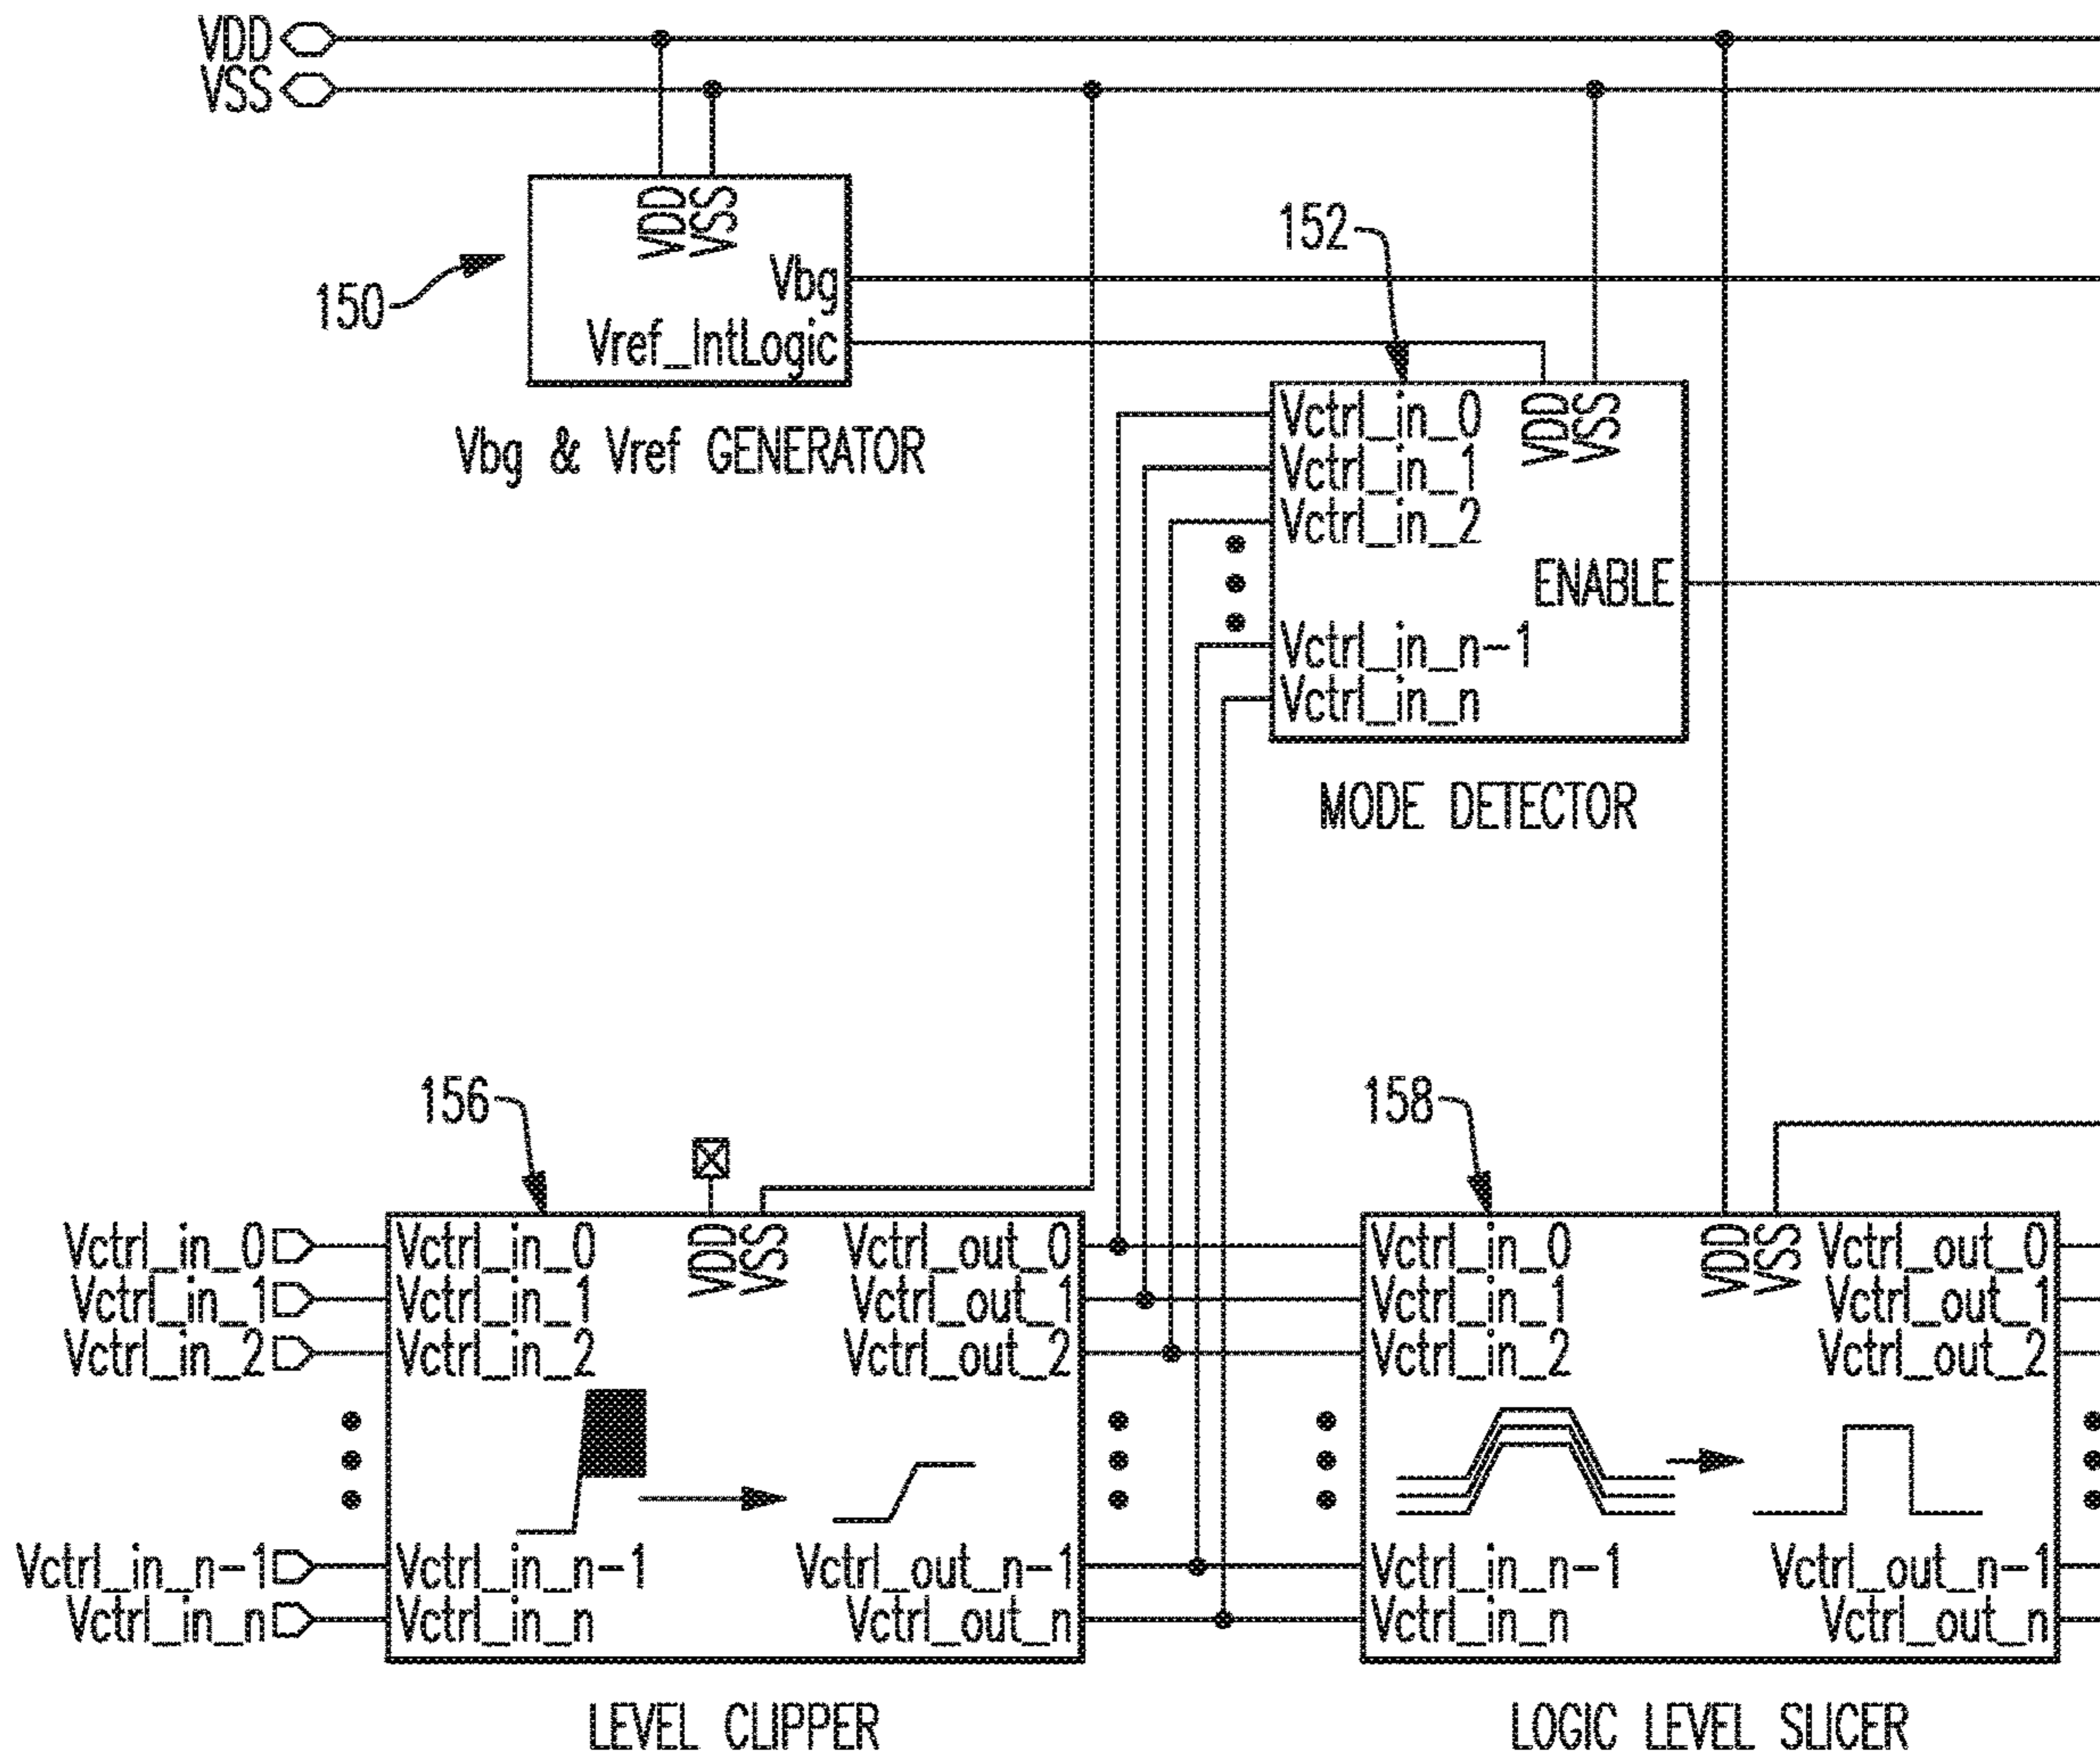 VDD
VSS
VDD
VSS
Vbg
Vref_IntLogic
150
Vbg & Vref GENERATOR
152
Vctrl_in_0
Vctrl_in_1
Vctrl_in_2
VDD
VSS
ENABLE
Vctrl_in_n-1
Vctrl_in_n
MODE DETECTOR
156
Vctrl_in_0
Vctrl_in_1
Vctrl_in_2
Vctrl_in_n-1
Vctrl_in_n
Vctrl_in_0
Vctrl_in_1
Vctrl_in_2
Vctrl_in_n-1
Vctrl_in_n
VDD
VSS
Vctrl_out_0
Vctrl_out_1
Vctrl_out_2
Vctrl_out_n-1
Vctrl_out_n
LEVEL CLIPPER
158
Vctrl_in_0
Vctrl_in_1
Vctrl_in_2
Vctrl_in_n-1
Vctrl_in_n
VDD
VSS
Vctrl_out_0
Vctrl_out_1
Vctrl_out_2
Vctrl_out_n-1
Vctrl_out_n
LOGIC LEVEL SLICER